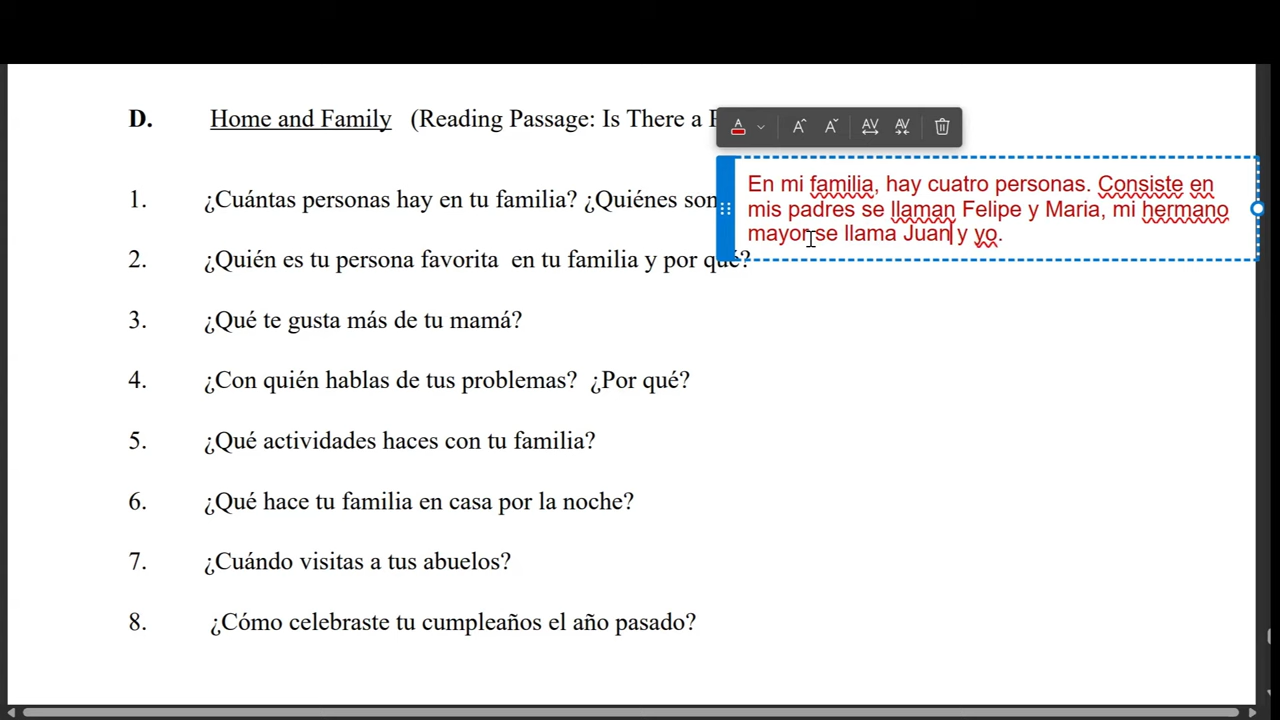 D. Home and Family (Reading Passage: Is There a
En mi familia, hay cuatro personas. Consiste en
mis padres se llaman Felipe y Maria, mi hermano
mayor se llama Juan y yo.
1. ¿Cuántas personas hay en tu familia? ¿Quiénes son
2. ¿Quién es tu persona favorita en tu familia y por qué?
3. ¿Qué te gusta más de tu mamá?
4. ¿Con quién hablas de tus problemas? ¿Por qué?
5. ¿Qué actividades haces con tu familia?
6. ¿Qué hace tu familia en casa por la noche?
7. ¿Cuándo visitas a tus abuelos?
8. ¿Cómo celebraste tu cumpleaños el año pasado?